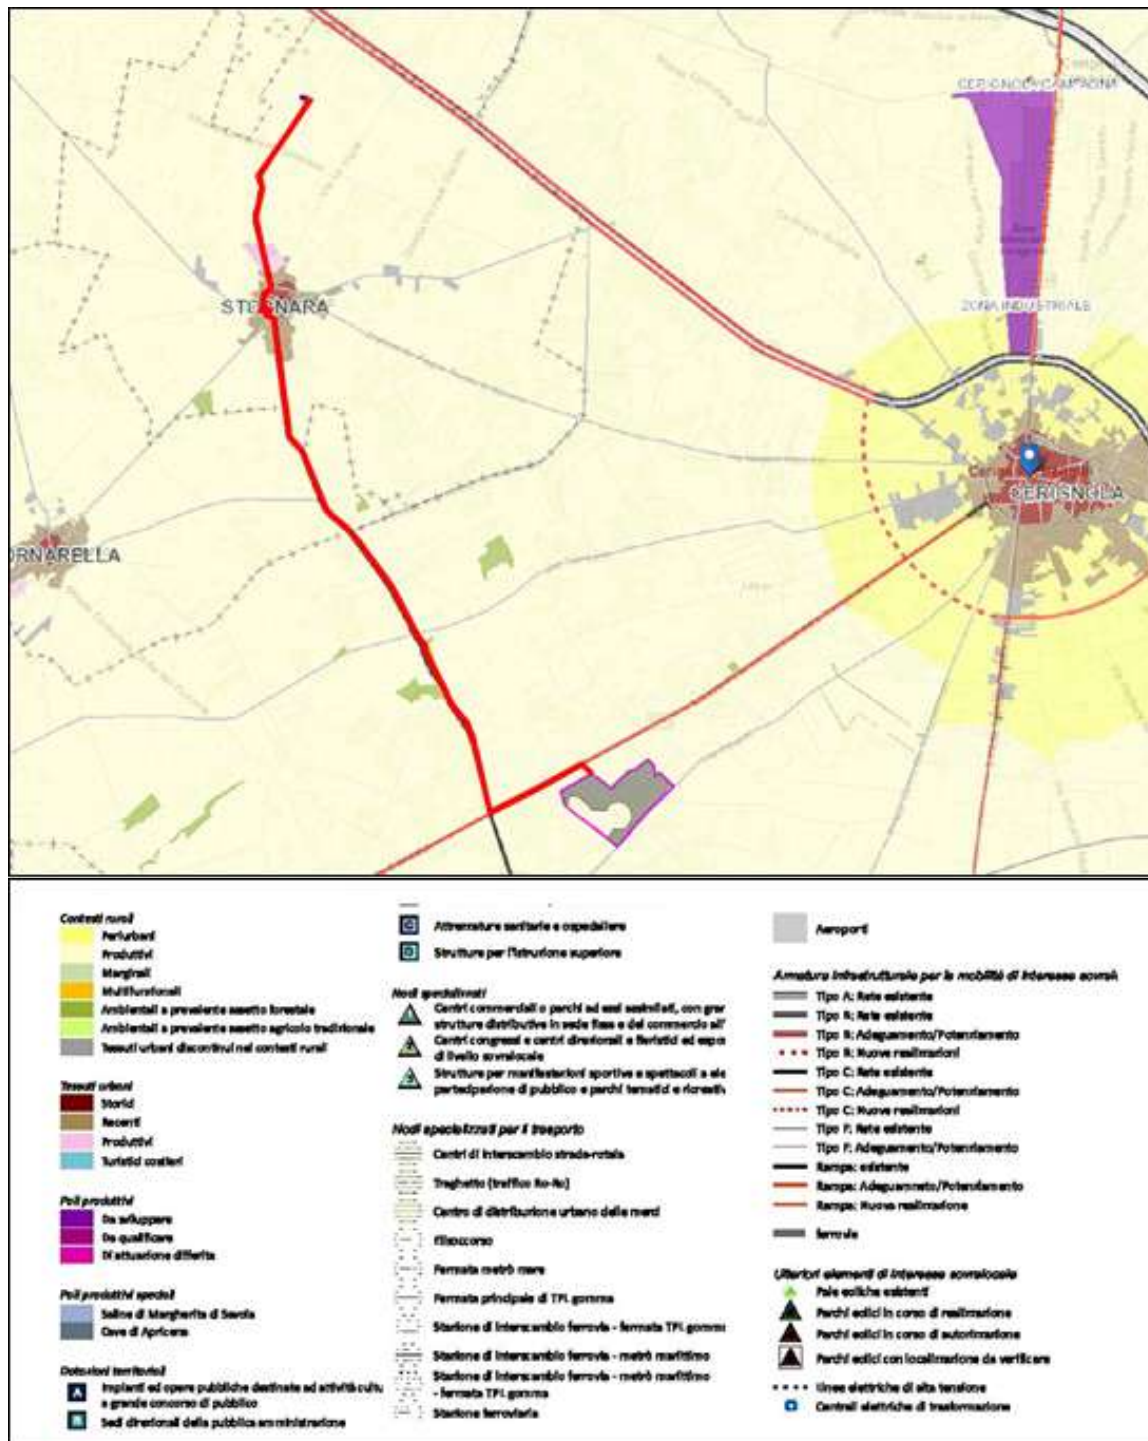 CERIGNOLA CAMPAGNA
ZONA INDUSTRIALE
STORNARA
CERIGNOLA
ORNARELLA
Contesti rurali
Periurbani
Produttivi
Marginali
Multifunzionali
Ambientali a prevalente assetto forestale
Ambientali a prevalente assetto agricolo tradizionale
Tessuti urbani discontinui nei contesti rurali
Tessuti urbani
Storici
Recenti
Produttivi
Turistici costieri
Poli produttivi
Da sviluppare
Da qualificare
Di attuazione differita
Poli produttivi speciali
Saline di Margherita di Savoia
Cave di Apricena
Dotazioni territoriali
Impianti ed opere pubbliche destinate ad attività cultu
a grande concorso di pubblico
Sedi direzionali della pubblica amministrazione
Attrezzature sanitarie e ospedaliere
Strutture per l'istruzione superiore
Nodi specializzati
Centri commerciali o parchi ad essi assimilati, con gran
strutture distributive in sede fissa e del commercio all'
Centri congressi e centri direzionali e fieristici ed espos
di livello sovralocale
Strutture per manifestazioni sportive e spettacoli a ele
partecipazione di pubblico e parchi tematici e ricreativ
Nodi specializzati per il trasporto
Centri di interscambio strada-rotaia
Traghetto (traffico Ro-Ro)
Centro di distribuzione urbano delle merci
Elisoccorso
Fermata metrò mare
Fermata principale di TPL gomma
Stazione di interscambio ferrovia - fermata TPL gomma
Stazione di interscambio ferrovia - metrò marittimo
Stazione di interscambio ferrovia - metrò marittimo
- fermata TPL gomma
Stazione ferroviaria
Aeroporti
Armatura infrastrutturale per la mobilità di interesse sovral
Tipo A: Rete esistente
Tipo B: Rete esistente
Tipo B: Adeguamento/Potenziamento
Tipo B: Nuove realizzazioni
Tipo C: Rete esistente
Tipo C: Adeguamento/Potenziamento
Tipo C: Nuove realizzazioni
Tipo F: Rete esistente
Tipo F: Adeguamento/Potenziamento
Rampa: esistente
Rampa: Adeguamneto/Potenziamento
Rampa: Nuova realizzazione
ferrovie
Ulteriori elementi di interesse sovralocale
Pale eoliche esistenti
Parchi eolici in corso di realizzazione
Parchi eolici in corso di autorizzazione
Parchi eolici con localizzazione da verificare
Linee elettriche di alta tensione
Centrali elettriche di trasformazione